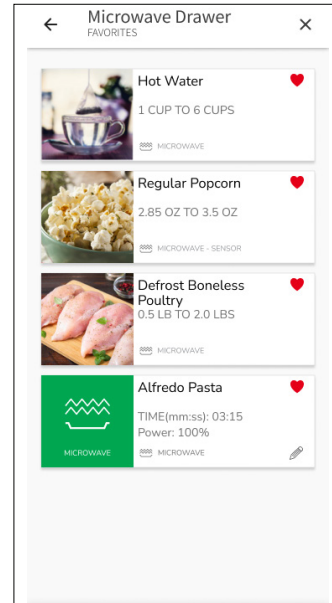 Microwave Drawer
FAVORITES
Hot Water
1 CUP TO 6 CUPS
MICROWAVE
Regular Popcorn
2.85 OZ TO 3.5 OZ
MICROWAVE - SENSOR
Defrost Boneless
Poultry
0.5 LB TO 2.0 LBS
MICROWAVE
Alfredo Pasta
TIME(mm:ss): 03:15
Power: 100%
MICROWAVE
MICROWAVE